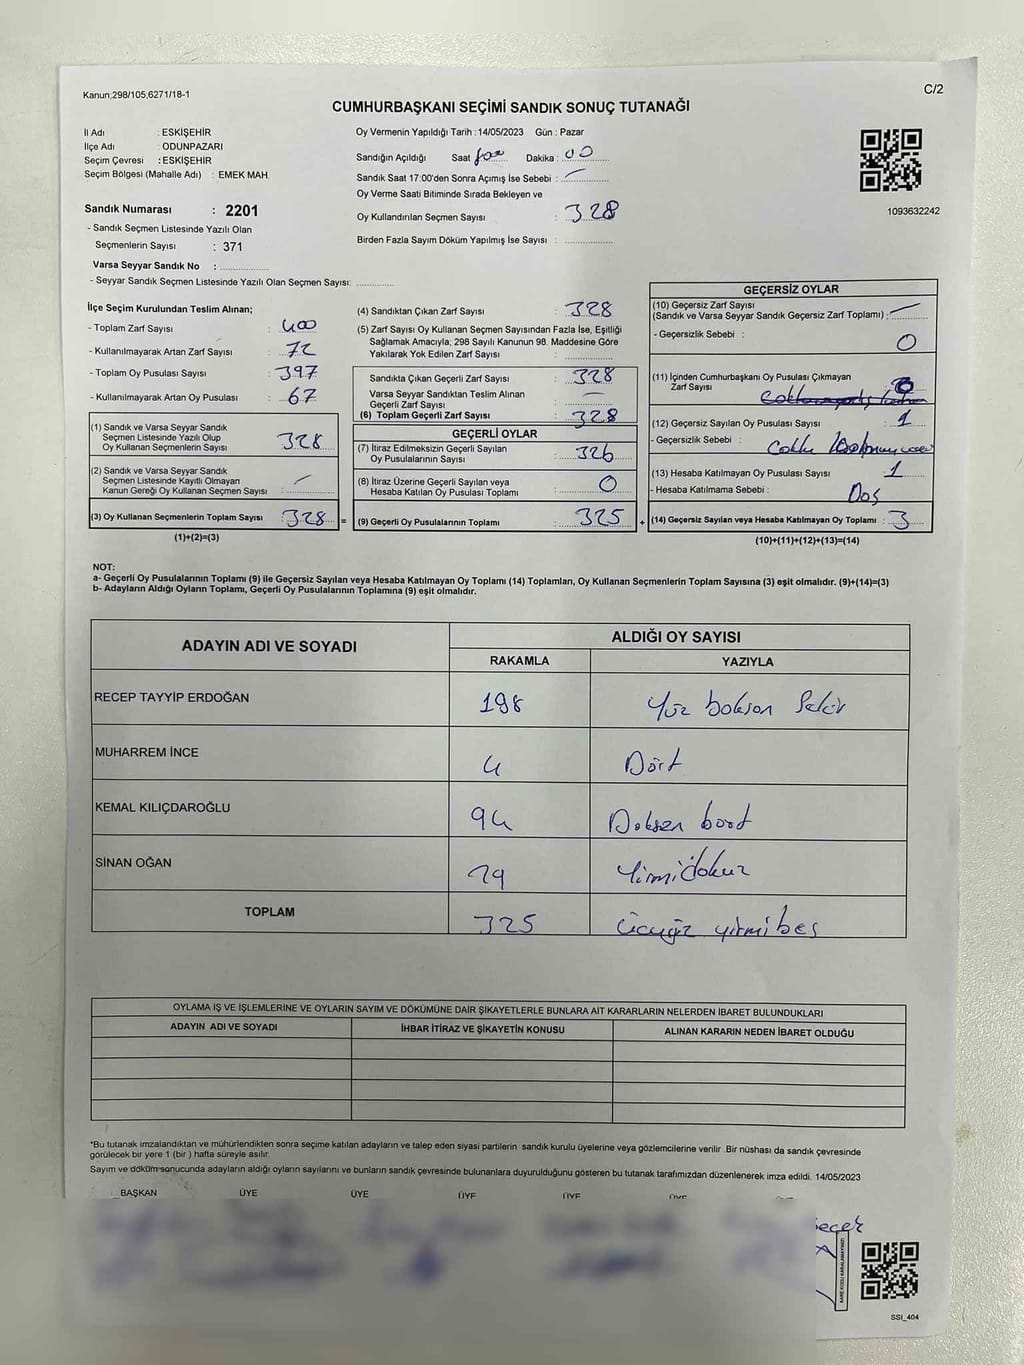 Kanun;298/105,6271/18-1
C/2
CUMHURBAŞKANI SEÇİMİ SANDIK SONUÇ TUTANAĞI
İl Adı : ESKİŞEHİR
İlçe Adı : ODUNPAZARI
Seçim Çevresi : ESKİŞEHİR
Seçim Bölgesi (Mahalle Adı) : EMEK MAH.
Sandık Numarası : 2201
- Sandık Seçmen Listesinde Yazılı Olan
Seçmenlerin Sayısı : 371
Varsa Seyyar Sandık No :
- Seyyar Sandık Seçmen Listesinde Yazılı Olan Seçmen Sayısı:
Oy Vermenin Yapıldığı Tarih : 14/05/2023 Gün : Pazar
Sandığın Açıldığı Saat Dakika : 00
Sandık Saat 17:00'den Sonra Açımış İse Sebebi : —
Oy Verme Saati Bitiminde Sırada Bekleyen ve
Oy Kullandırılan Seçmen Sayısı : 328
Birden Fazla Sayım Döküm Yapılmış İse Sayısı :
1093632242
İlçe Seçim Kurulundan Teslim Alınan;
- Toplam Zarf Sayısı : 400
- Kullanılmayarak Artan Zarf Sayısı : 72
- Toplam Oy Pusulası Sayısı : 397
- Kullanılmayarak Artan Oy Pusulası : 67
(1) Sandık ve Varsa Seyyar Sandık
Seçmen Listesinde Yazılı Olup
Oy Kullanan Seçmenlerin Sayısı : 328
(2) Sandık ve Varsa Seyyar Sandık
Seçmen Listesinde Kayıtlı Olmayan
Kanun Gereği Oy Kullanan Seçmen Sayısı : —
(3) Oy Kullanan Seçmenlerin Toplam Sayısı : 328 =
(1)+(2)=(3)
(4) Sandıktan Çıkan Zarf Sayısı : 328
(5) Zarf Sayısı Oy Kullanan Seçmen Sayısından Fazla İse, Eşitliği
Sağlamak Amacıyla, 298 Sayılı Kanunun 98. Maddesine Göre
Yakılarak Yok Edilen Zarf Sayısı :
Sandıkta Çıkan Geçerli Zarf Sayısı : 328
Varsa Seyyar Sandıktan Teslim Alınan
Geçerli Zarf Sayısı : —
(6) Toplam Geçerli Zarf Sayısı : 328
GEÇERLİ OYLAR
(7) İtiraz Edilmeksizin Geçerli Sayılan
Oy Pusulalarının Sayısı : 326
(8) İtiraz Üzerine Geçerli Sayılan veya
Hesaba Katılan Oy Pusulası Toplamı : 0
(9) Geçerli Oy Pusulalarının Toplamı : 325 +
GEÇERSİZ OYLAR
(10) Geçersiz Zarf Sayısı
(Sandık ve Varsa Seyyar Sandık Geçersiz Zarf Toplamı) : —
- Geçersizlik Sebebi : 0
(11) İçinden Cumhurbaşkanı Oy Pusulası Çıkmayan
Zarf Sayısı :
(12) Geçersiz Sayılan Oy Pusulası Sayısı : 1
- Geçersizlik Sebebi :
(13) Hesaba Katılmayan Oy Pusulası Sayısı : 1
- Hesaba Katılmama Sebebi : Boş
(14) Geçersiz Sayılan veya Hesaba Katılmayan Oy Toplamı : 3
(10)+(11)+(12)+(13)=(14)
NOT:
a- Geçerli Oy Pusulalarının Toplamı (9) ile Geçersiz Sayılan veya Hesaba Katılmayan Oy Toplamı (14) Toplamları, Oy Kullanan Seçmenlerin Toplam Sayısına (3) eşit olmalıdır. (9)+(14)=(3)
b- Adayların Aldığı Oyların Toplamı, Geçerli Oy Pusulalarının Toplamına (9) eşit olmalıdır.
ADAYIN ADI VE SOYADI
ALDIĞI OY SAYISI
RAKAMLA YAZIYLA
RECEP TAYYİP ERDOĞAN 198 Yüz doksan Sekiz
MUHARREM İNCE 4 Dört
KEMAL KILIÇDAROĞLU 94 Doksan dört
SİNAN OĞAN 29 Yirmidokuz
TOPLAM 325 Üçyüz yirmibeş
OYLAMA İŞ VE İŞLEMLERİNE VE OYLARIN SAYIM VE DÖKÜMÜNE DAİR ŞİKAYETLERLE BUNLARA AİT KARARLARIN NELERDEN İBARET BULUNDUKLARI
ADAYIN ADI VE SOYADI İHBAR İTİRAZ VE ŞİKAYETİN KONUSU ALINAN KARARIN NEDEN İBARET OLDUĞU
*Bu tutanak imzalandıktan ve mühürlendikten sonra seçime katılan adayların ve talep eden siyasi partilerin sandık kurulu üyelerine veya gözlemcilerine verilir .Bir nüshası da sandık çevresinde
görülecek bir yere 1 (bir ) hafta süreyle asılır.
Sayım ve döküm sonucunda adayların aldığı oyların sayılarını ve bunların sandık çevresinde bulunanlara duyurulduğunu gösteren bu tutanak tarafımızdan düzenlenerek imza edildi. 14/05/2023
BAŞKAN ÜYE ÜYE ÜYE ÜYE ÜYE
KARE KODU KARALAMAYINIZ!
SSI_404